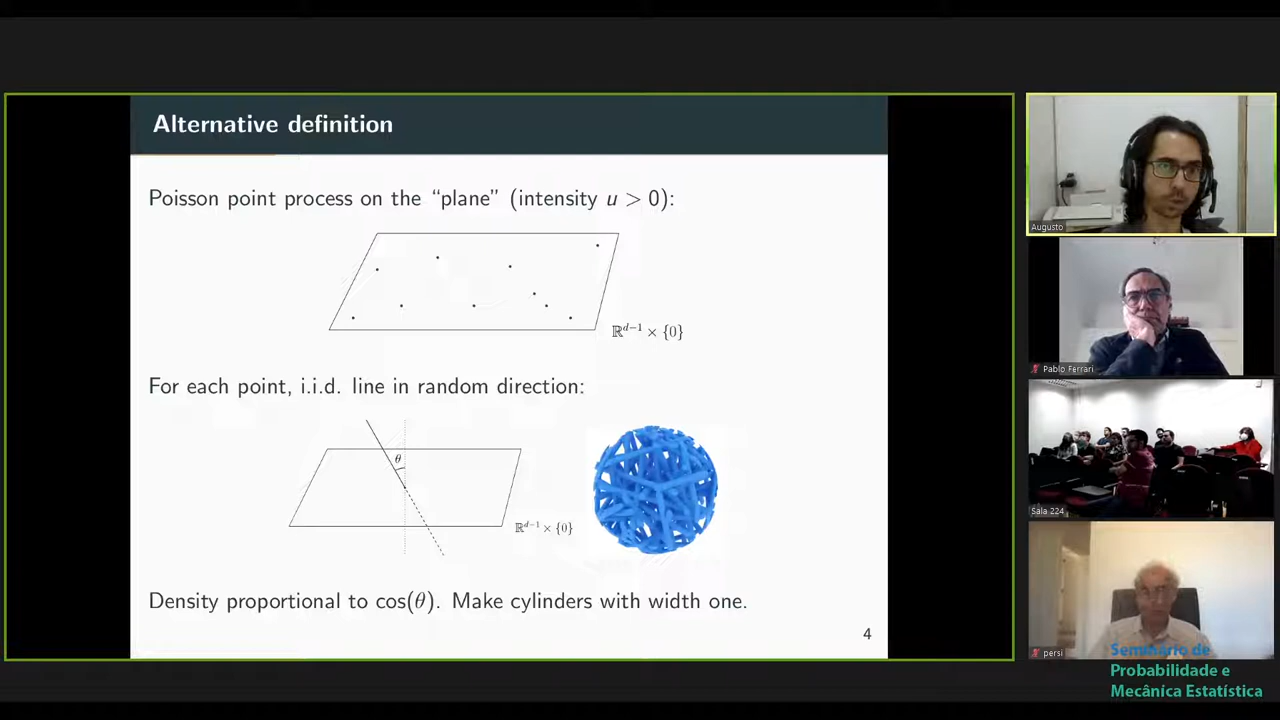 Alternative definition
Poisson point process on the “plane” (intensity u > 0):
ℝᵈ⁻¹ × {0}
For each point, i.i.d. line in random direction:
θ
ℝᵈ⁻¹ × {0}
Density proportional to cos(θ). Make cylinders with width one.
4
Augusto
Pablo Ferrari
Sala 224
persi
Seminário de
Probabilidade e
Mecânica Estatística